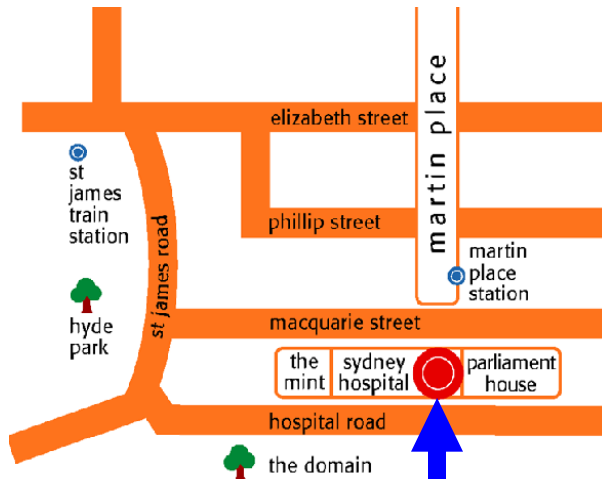 elizabeth street
martin place
st
james
train
station
phillip street
st james road
martin
place
station
hyde
park
macquarie street
the
mint
sydney
hospital
parliament
house
hospital road
the domain